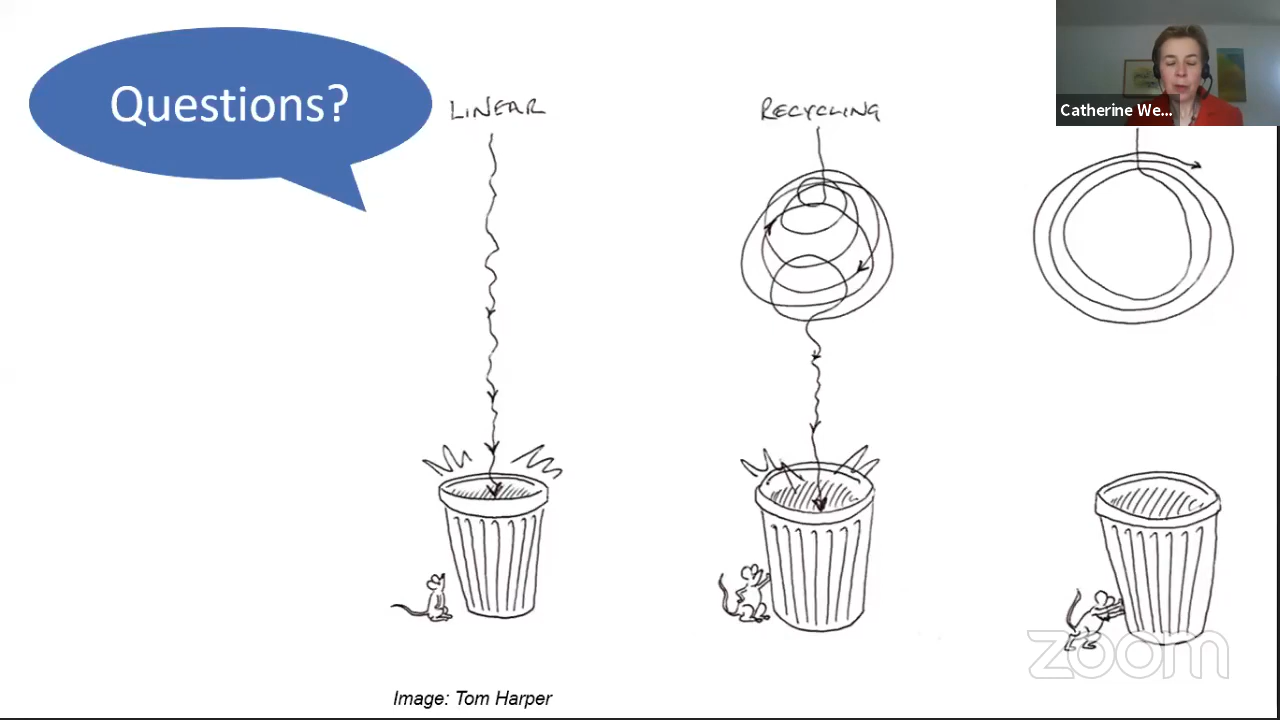 Questions?
LINEAR
RECYCLING
Catherine We...
zoom
Image: Tom Harper